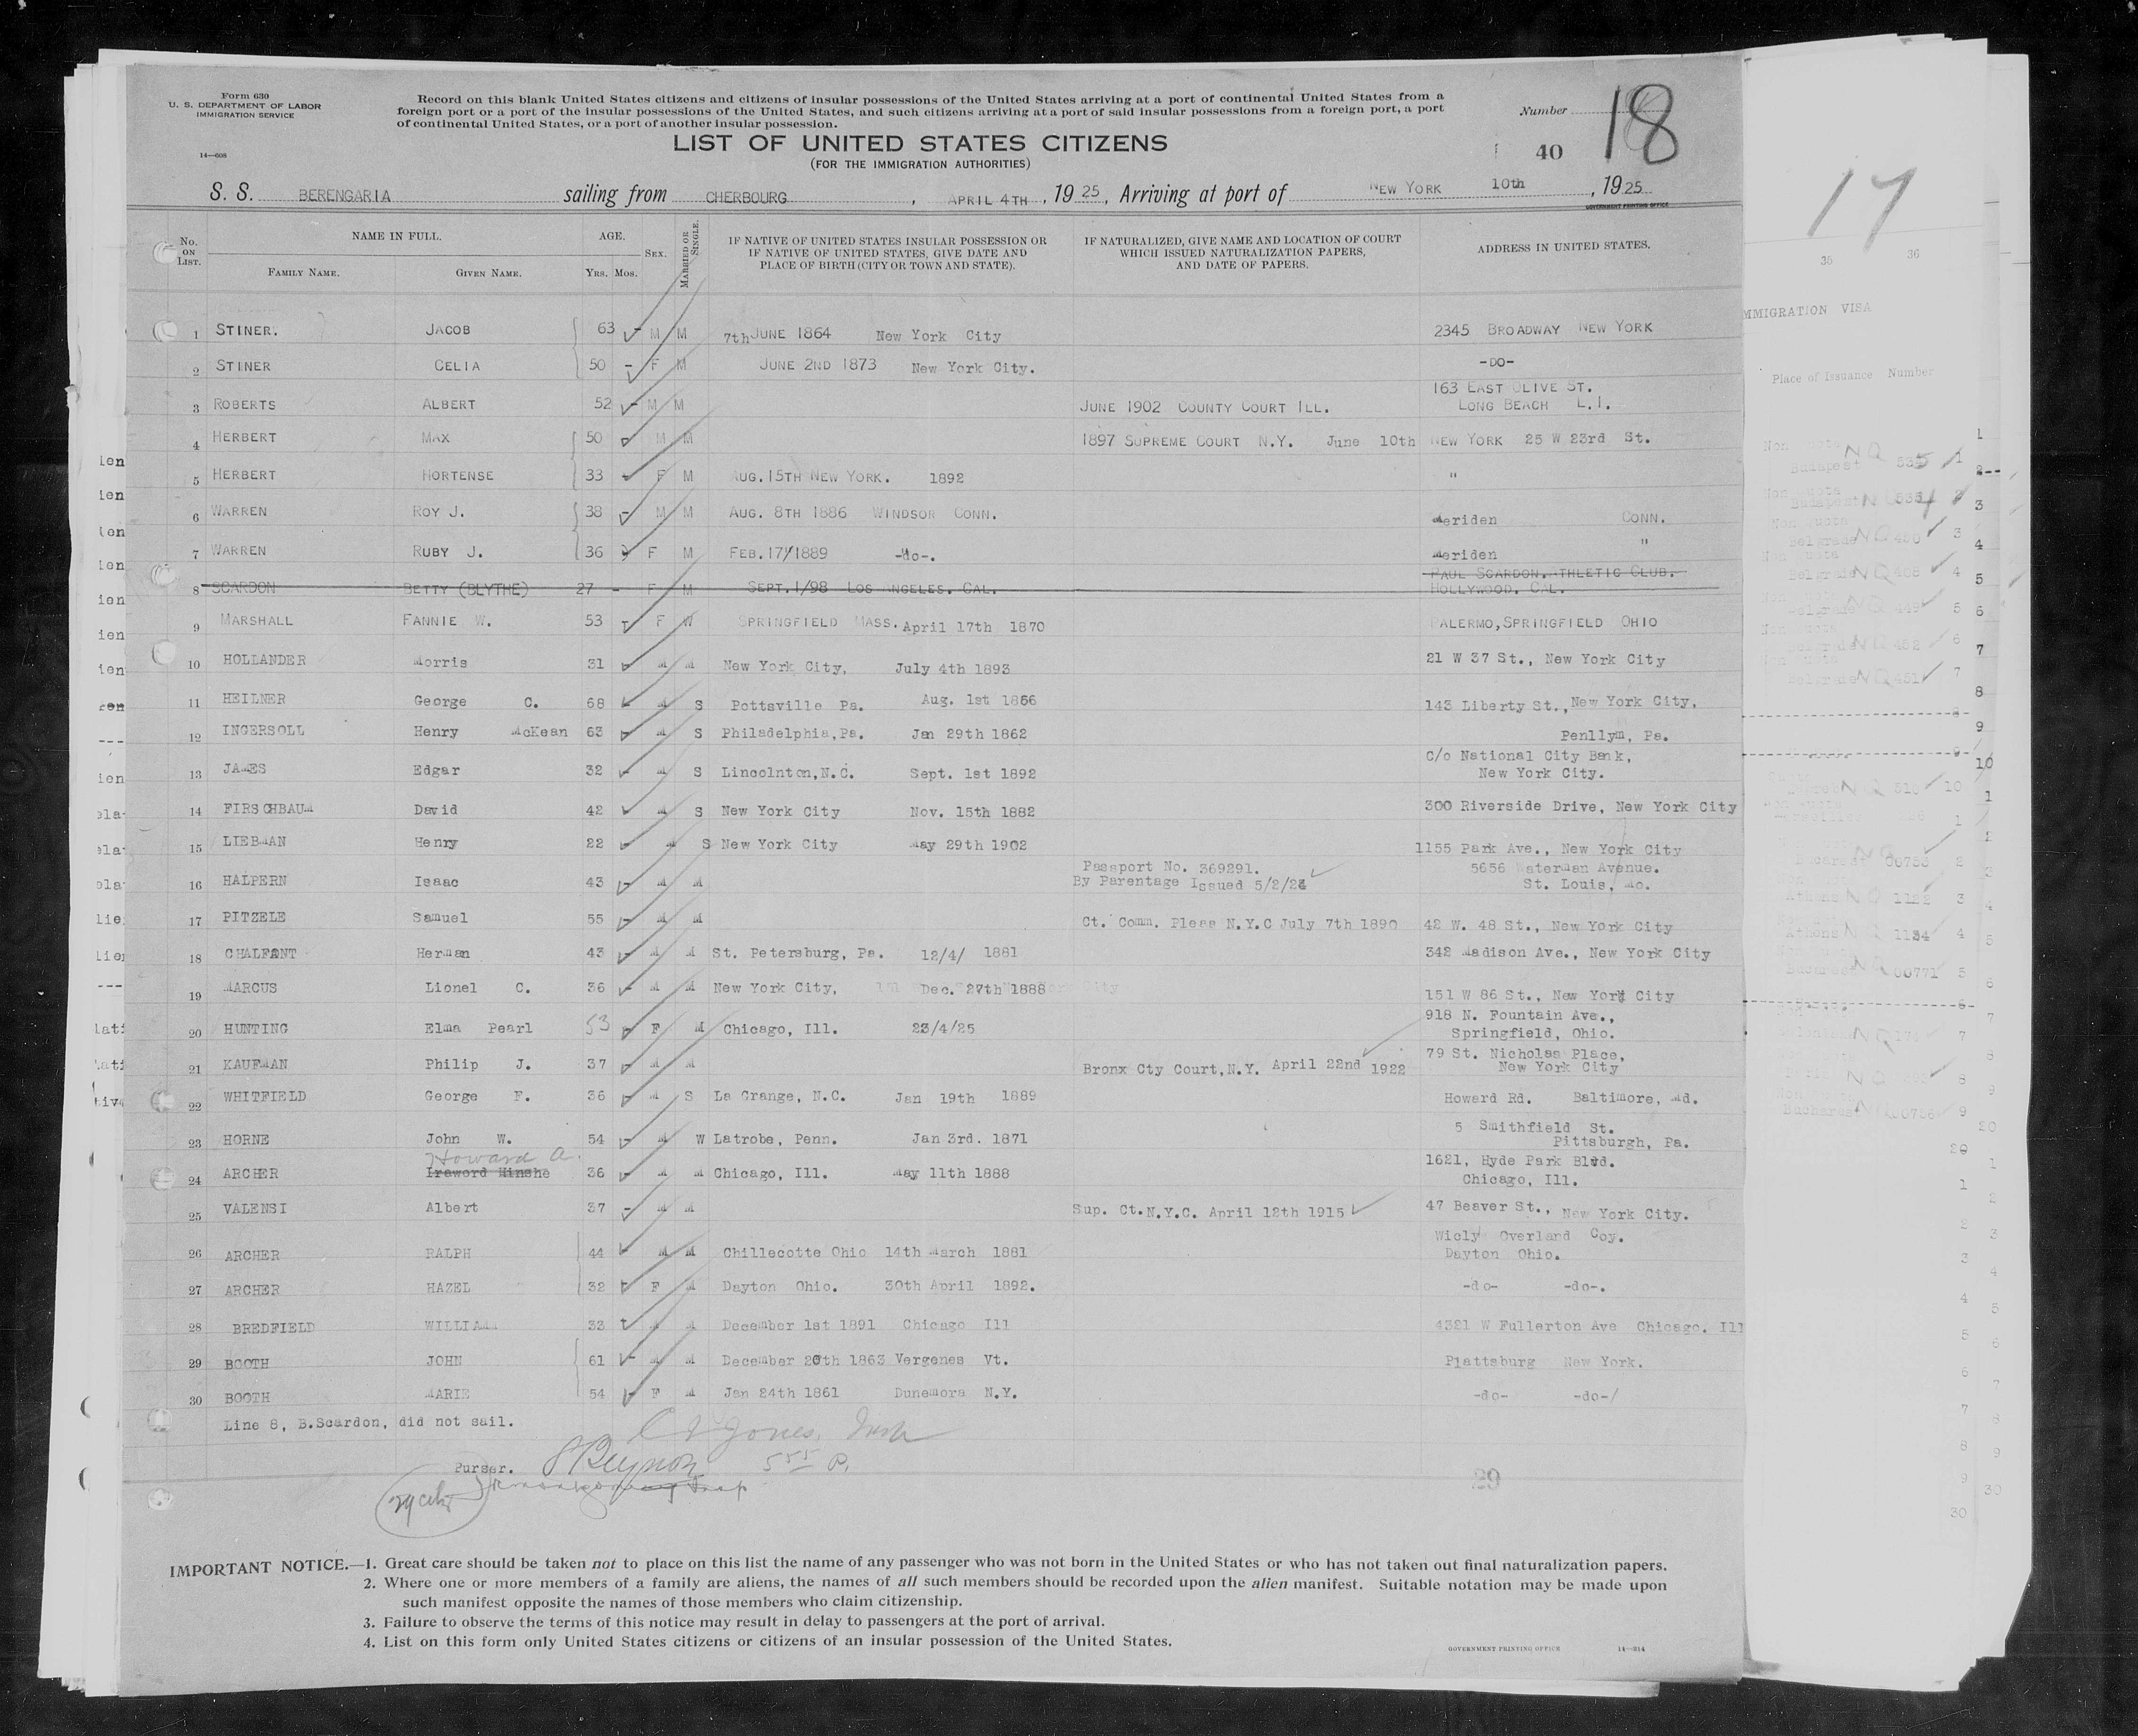 Form 630
U. S. DEPARTMENT OF LABOR
IMMIGRATION SERVICE
14—608
Record on this blank United States citizens and citizens of insular possessions of the United States arriving at a port of continental United States from a
foreign port or a port of the insular possessions of the United States, and such citizens arriving at a port of said insular possessions from a foreign port, a port
of continental United States, or a port of another insular possession.
Number 18
LIST OF UNITED STATES CITIZENS
(FOR THE IMMIGRATION AUTHORITIES)
40
S. S. BERENGARIA sailing from CHERBOURG, APRIL 4TH, 1925, Arriving at port of NEW YORK 10th, 1925
GOVERNMENT PRINTING OFFICE
No. ON LIST. NAME IN FULL. FAMILY NAME. GIVEN NAME. AGE. Yrs. Mos. SEX. MARRIED OR SINGLE. IF NATIVE OF UNITED STATES INSULAR POSSESSION OR IF NATIVE OF UNITED STATES, GIVE DATE AND PLACE OF BIRTH (CITY OR TOWN AND STATE). IF NATURALIZED, GIVE NAME AND LOCATION OF COURT WHICH ISSUED NATURALIZATION PAPERS, AND DATE OF PAPERS. ADDRESS IN UNITED STATES.
1 STINER. JACOB 63 M M 7th JUNE 1864 New York City 2345 BROADWAY NEW YORK
2 STINER CELIA 50 - F M JUNE 2ND 1873 New York City. -DO-
3 ROBERTS ALBERT 52 - M M JUNE 1902 COUNTY COURT ILL. 163 EAST OLIVE ST.
LONG BEACH L.I.
4 HERBERT MAX 50 M M 1897 SUPREME COURT N.Y. June 10th NEW YORK 25 W 23rd St.
5 HERBERT HORTENSE 33 - F M AUG. 15TH NEW YORK. 1892 "
6 WARREN ROY J. 38 - M M AUG. 8TH 1886 WINDSOR CONN. Meriden CONN.
7 WARREN RUBY J. 36 F M FEB. 17/1889 -do-. Meriden "
8 SCARDON BETTY (BLYTHE) 27 - F M SEPT. 1/98 LOS ANGELES. CAL. PAUL SCARDON. ATHLETIC CLUB.
HOLLYWOOD. CAL.
9 MARSHALL FANNIE W. 53 - F W SPRINGFIELD MASS. April 17th 1870 PALERMO, SPRINGFIELD OHIO
10 HOLLANDER Morris 31 M M New York City, July 4th 1893 21 W 37 St., New York City
11 HEILNER George C. 68 M S Pottsville Pa. Aug. 1st 1856 143 Liberty St., New York City,
12 INGERSOLL Henry McKean 63 M S Philadelphia, Pa. Jan 29th 1862 Penllyn, Pa.
13 JAMES Edgar 32 M S Lincolnton, N.C. Sept. 1st 1892 C/o National City Bank,
New York City.
14 FIRSCHBAUM David 42 M S New York City Nov. 15th 1882 300 Riverside Drive, New York City
15 LIEBMAN Henry 22 M S New York City May 29th 1902 1155 Park Ave., New York City
16 HALPERN Isaac 43 M M Passport No. 369291.
By Parentage Issued 5/2/24 5656 Waterman Avenue.
St. Louis, Mo.
17 PITZELE Samuel 55 M M Ct. Comm. Pleas N.Y.C July 7th 1890 42 W. 48 St., New York City
18 CHALFANT Herman 43 M M St. Petersburg, Pa. 12/4/ 1881 342 Madison Ave., New York City
19 MARCUS Lionel C. 36 M M New York City, Dec. 27th 1888 151 W 86 St., New York City
20 HUNTING Elma Pearl 53 F M Chicago, Ill. 23/4/25 918 N. Fountain Ave.,
Springfield, Ohio.
21 KAUFMAN Philip J. 37 M M Bronx Cty Court, N.Y. April 22nd 1922 79 St. Nicholas Place,
New York City
22 WHITFIELD George F. 36 M S La Grange, N.C. Jan 19th 1889 Howard Rd. Baltimore, Md.
23 HORNE John W. 54 M W Latrobe, Penn. Jan 3rd. 1871 5 Smithfield St.
Pittsburgh, Pa.
Howard A.
24 ARCHER Iraword Hinshe 36 M M Chicago, Ill. May 11th 1888 1621, Hyde Park Blvd.
Chicago, Ill.
25 VALENSI Albert 37 M M Sup. Ct. N.Y.C. April 12th 1915 47 Beaver St., New York City.
26 ARCHER RALPH 44 M M Chillecotte Ohio 14th March 1881 Wicly Overland Coy.
Dayton Ohio.
27 ARCHER HAZEL 32 F M Dayton Ohio. 30th April 1892. -do- -do-.
28 BREDFIELD WILLIAM 33 M M December 1st 1891 Chicago Ill 4321 W Fullerton Ave Chicago. Ill
29 BOOTH JOHN 61 M M December 20th 1863 Vergenes Vt. Plattsburg New York.
30 BOOTH MARIE 54 F M Jan 24th 1861 Dunemora N.Y. -do- -do-/
Line 8, B.Scardon, did not sail.
Jones, Insp
Purser. 5 55 P.
29
IMPORTANT NOTICE.—1. Great care should be taken not to place on this list the name of any passenger who was not born in the United States or who has not taken out final naturalization papers.
2. Where one or more members of a family are aliens, the names of all such members should be recorded upon the alien manifest. Suitable notation may be made upon
such manifest opposite the names of those members who claim citizenship.
3. Failure to observe the terms of this notice may result in delay to passengers at the port of arrival.
4. List on this form only United States citizens or citizens of an insular possession of the United States.
GOVERNMENT PRINTING OFFICE 14—214
17
35 36
MMIGRATION VISA
Place of Issuance Number